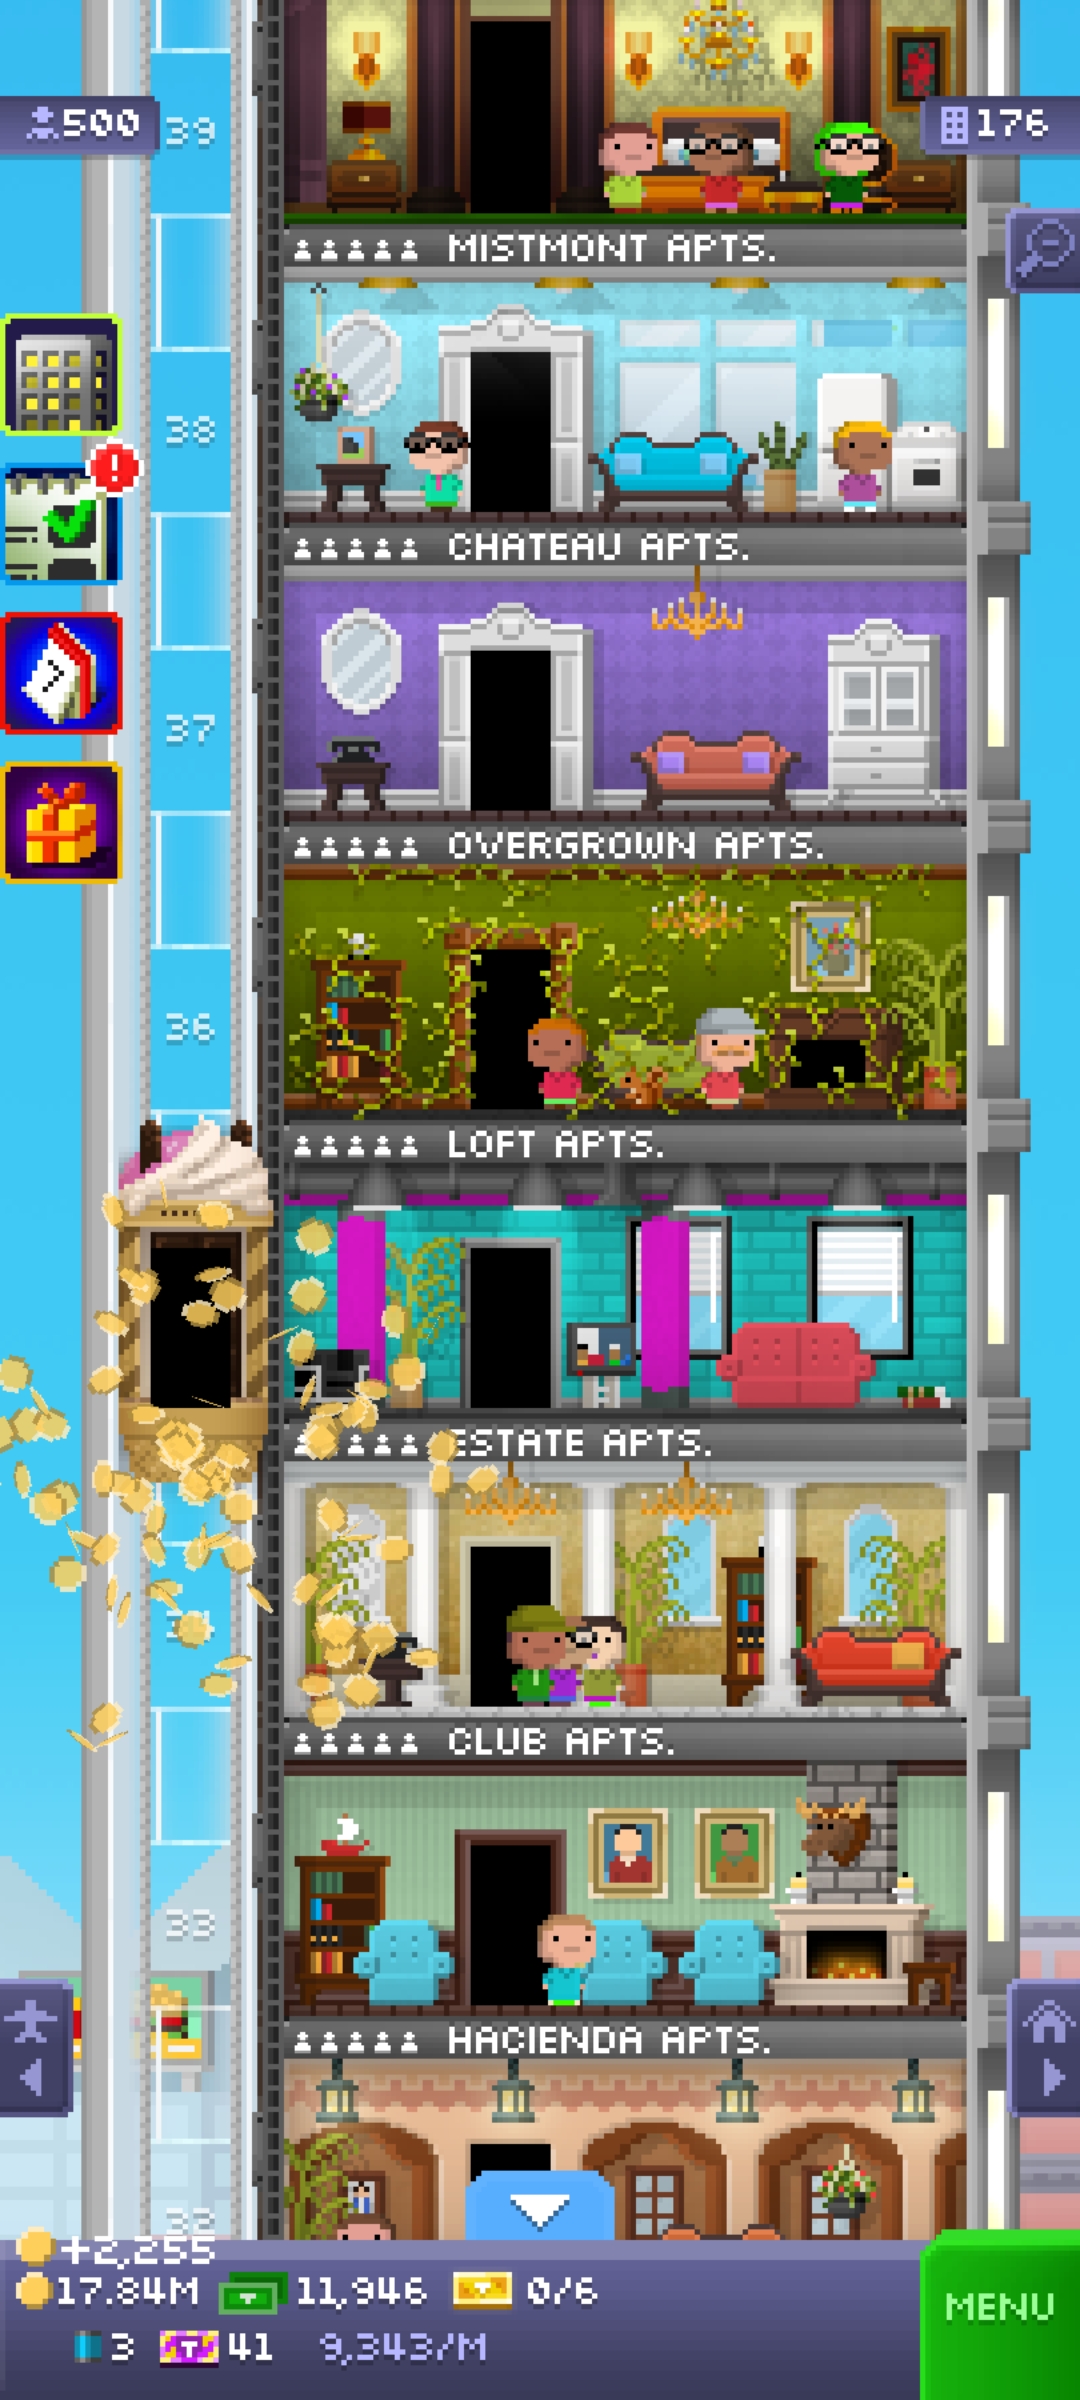 500
39
176
MISTMONT APTS.
38
CHATEAU APTS.
7
37
OVERGROWN APTS.
36
LOFT APTS.
ESTATE APTS.
CLUB APTS.
33
HACIENDA APTS.
32
+2,255
17.84M 11,946 0/6
3 T 41 9,343/M
MENU